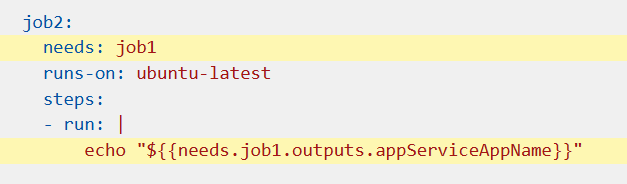 job2:
  needs: job1
  runs-on: ubuntu-latest
  steps:
  - run: |
      echo "${{needs.job1.outputs.appServiceAppName}}"